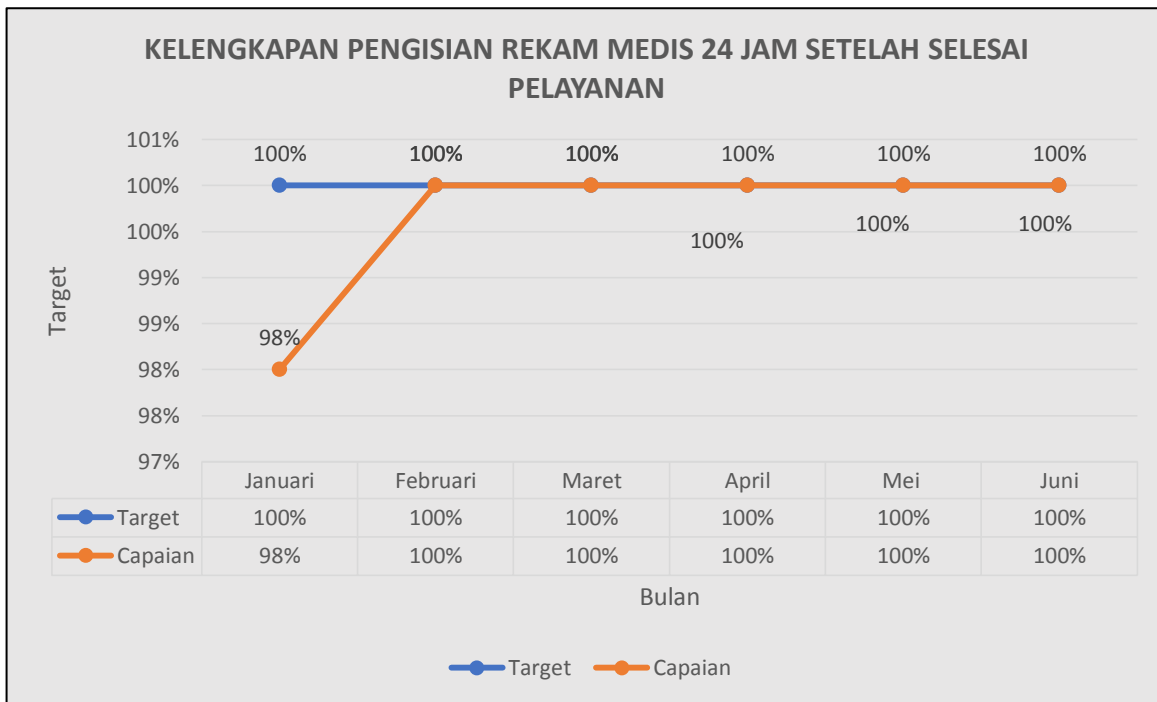 KELENGKAPAN PENGISIAN REKAM MEDIS 24 JAM SETELAH SELESAI
PELAYANAN
101%
100%
100%
99%
99%
98%
98%
97%
Target
100% 100% 100% 100% 100% 100%
98% 100% 100% 100%
Januari Februari Maret April Mei Juni
Target 100% 100% 100% 100% 100% 100%
Capaian 98% 100% 100% 100% 100% 100%
Bulan
Target Capaian